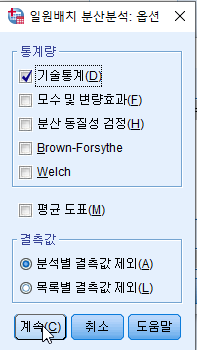 일원배치 분산분석: 옵션
통계량
기술통계(D)
모수 및 변량효과(F)
분산 동질성 검정(H)
Brown-Forsythe
Welch
평균 도표(M)
결측값
분석별 결측값 제외(A)
목록별 결측값 제외(L)
계속(C) 취소 도움말